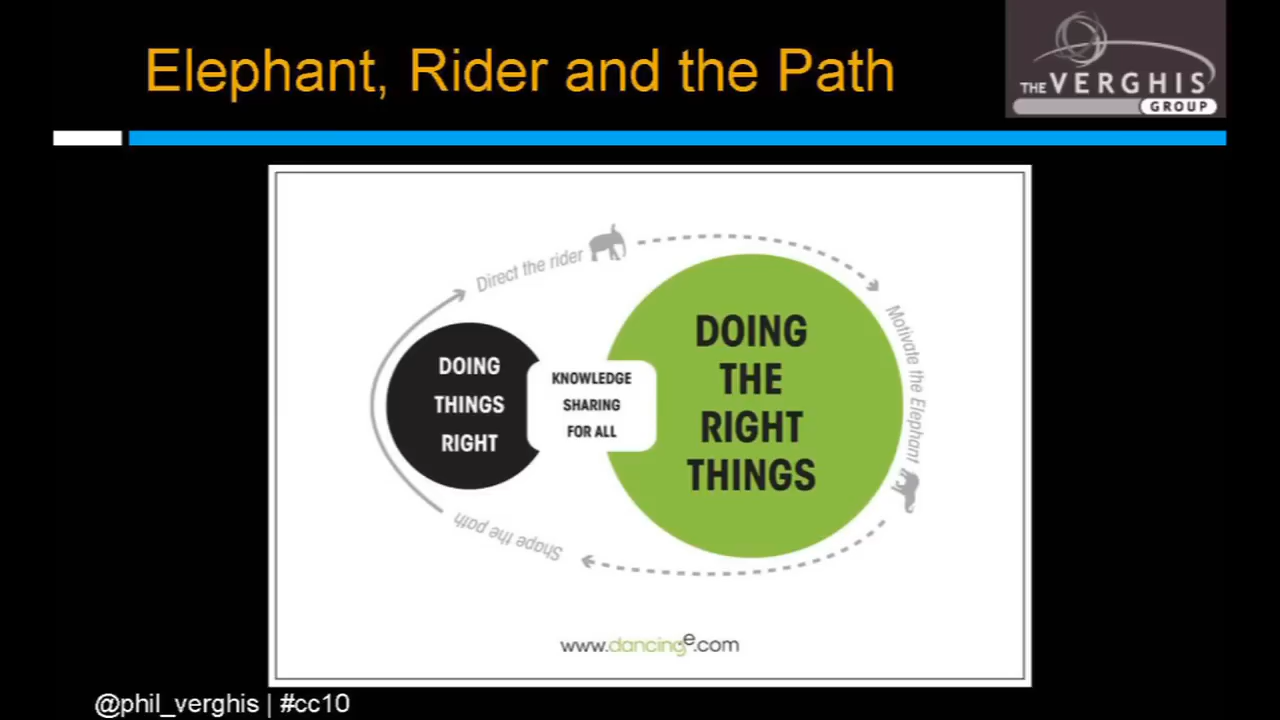 Elephant, Rider and the Path
THE VERGHIS
GROUP
Direct the rider
Motivate the Elephant
DOING
THINGS
RIGHT
KNOWLEDGE
SHARING
FOR ALL
DOING
THE
RIGHT
THINGS
Shape the path
www.dancinge.com
@phil_verghis | #cc10